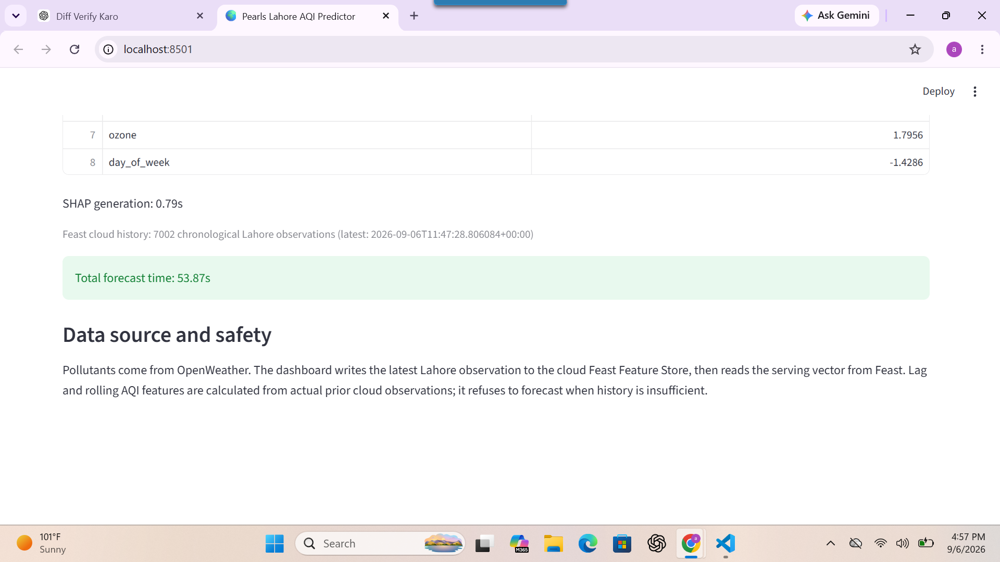 Diff Verify Karo
Pearls Lahore AQI Predictor
Ask Gemini
localhost:8501
a
Deploy
7 ozone 1.7956
8 day_of_week -1.4286
SHAP generation: 0.79s
Feast cloud history: 7002 chronological Lahore observations (latest: 2026-09-06T11:47:28.806084+00:00)
Total forecast time: 53.87s
Data source and safety
Pollutants come from OpenWeather. The dashboard writes the latest Lahore observation to the cloud Feast Feature Store, then reads the serving vector from Feast. Lag
and rolling AQI features are calculated from actual prior cloud observations; it refuses to forecast when history is insufficient.
101°F
Sunny
Search
M365
a
4:57 PM
9/6/2026